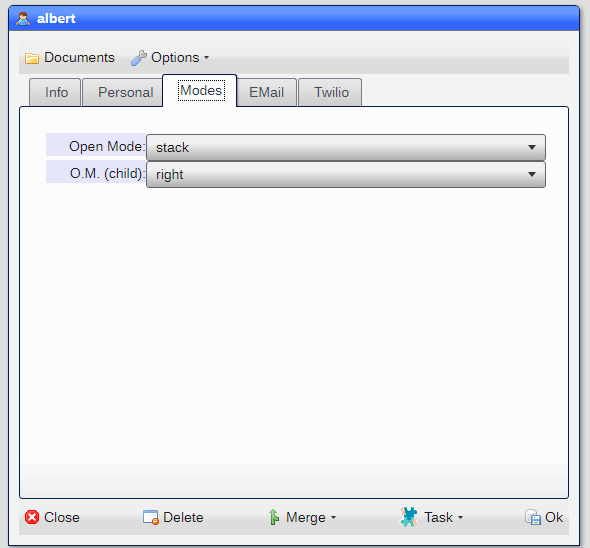 albert
Documents Options
Info Personal Modes EMail Twilio
Open Mode: stack
O.M. (child): right
Close Delete Merge Task Ok